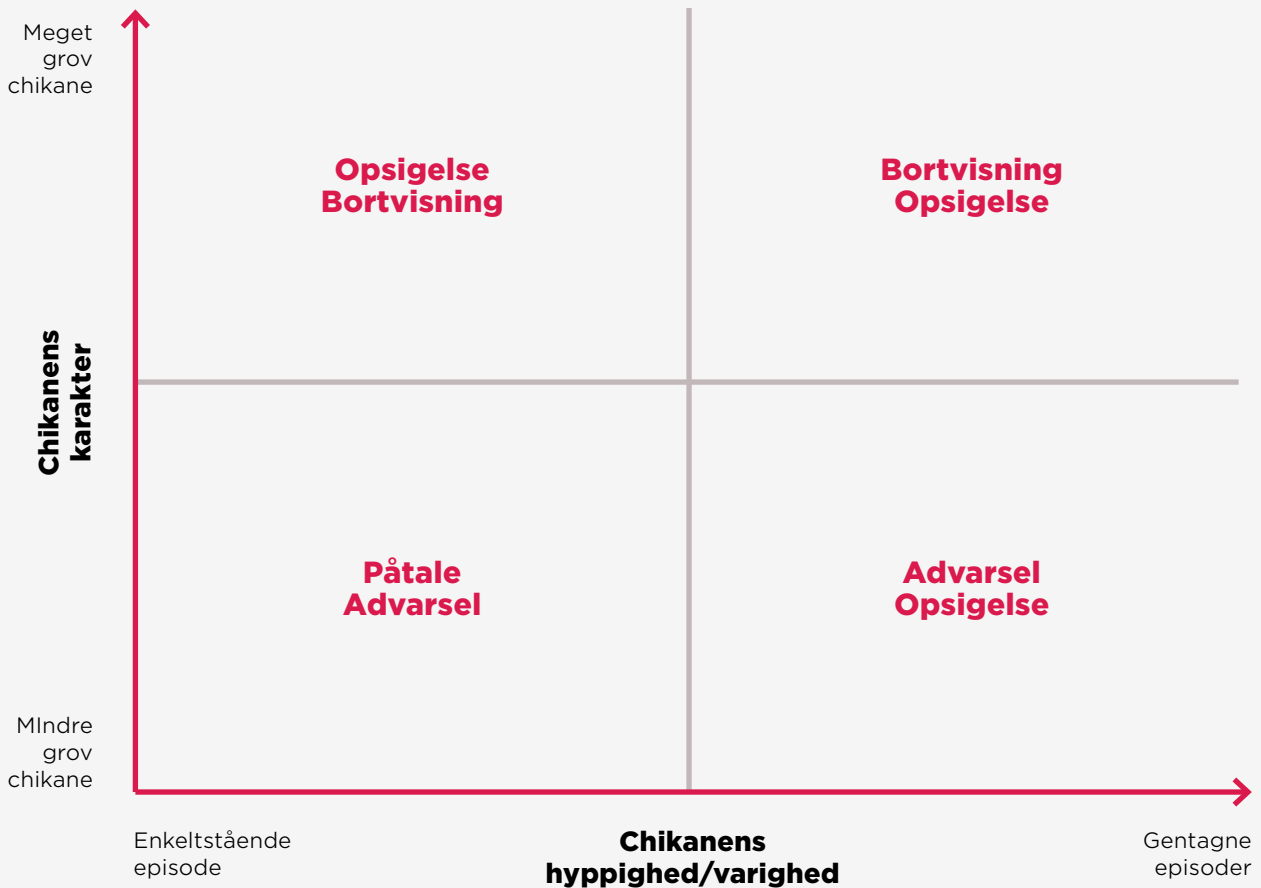 Meget
grov
chikane
Opsigelse
Bortvisning
Bortvisning
Opsigelse
Chikanens
karakter
Påtale
Advarsel
Advarsel
Opsigelse
MIndre
grov
chikane
Enkeltstående
episode
Chikanens
hyppighed/varighed
Gentagne
episoder